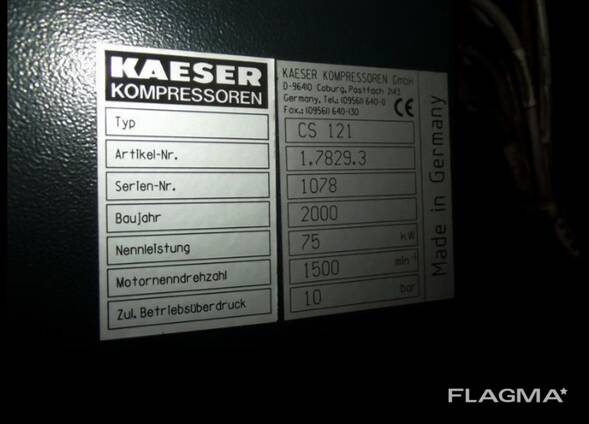 KAESER
KOMPRESSOREN
KAESER KOMPRESSOREN GmbH
D-96410 Coburg, Postfach 2143
Germany, Tel.: (09561) 640-0
Fax.: (09561) 640-130
CE
Typ CS 121
Artikel-Nr. 1.7829.3
Serien-Nr. 1078
Baujahr 2000
Nennleistung 75 kW
Motornenndrehzahl 1500 min⁻¹
Zul. Betriebsüberdruck 10 bar
Made in Germany
FLAGMA